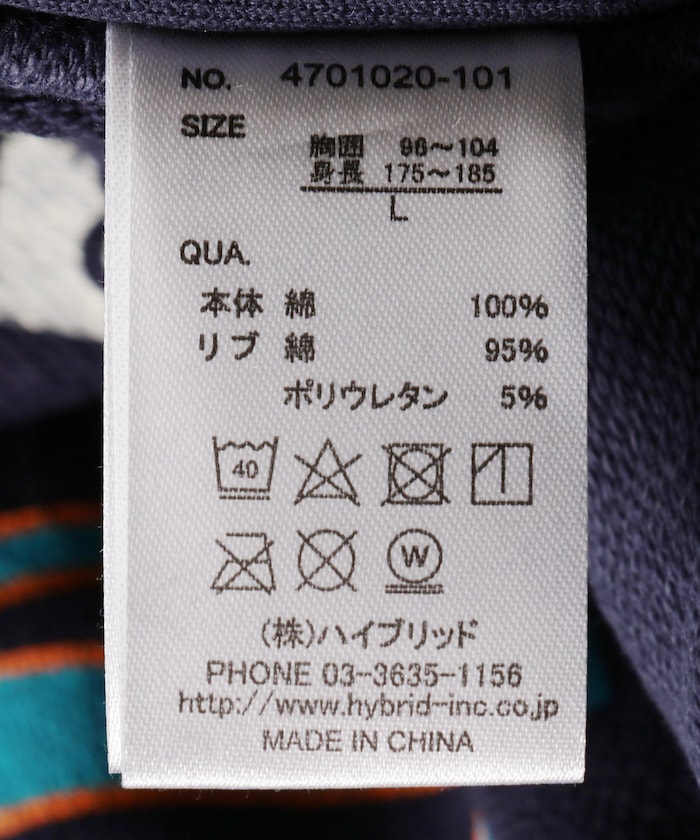 NO. 4701020-101
SIZE
胸囲 96～104
身長 175～185
L
QUA.
本体 綿 100%
リブ 綿 95%
ポリウレタン 5%
40
W
(株)ハイブリッド
PHONE 03-3635-1156
http://www.hybrid-inc.co.jp
MADE IN CHINA